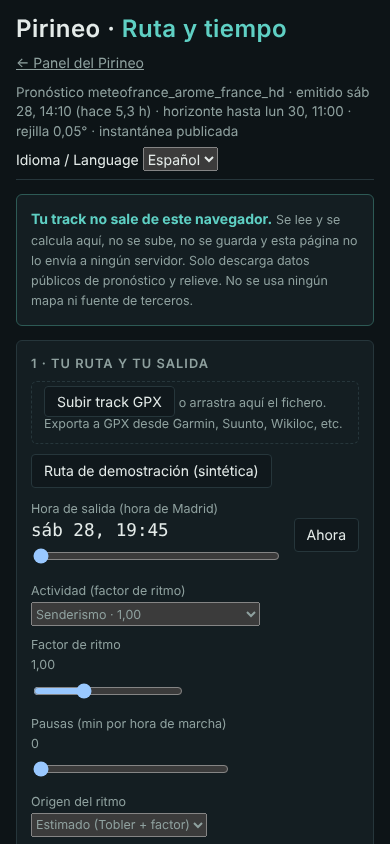 Pirineo · Ruta y tiempo
← Panel del Pirineo
Pronóstico meteofrance_arome_france_hd · emitido sáb
28, 14:10 (hace 5,3 h) · horizonte hasta lun 30, 11:00 ·
rejilla 0,05° · instantánea publicada
Idioma / Language Español
Tu track no sale de este navegador. Se lee y se
calcula aquí, no se sube, no se guarda y esta página no
lo envía a ningún servidor. Solo descarga datos
públicos de pronóstico y relieve. No se usa ningún
mapa ni fuente de terceros.
1 · TU RUTA Y TU SALIDA
Subir track GPX o arrastra aquí el fichero.
Exporta a GPX desde Garmin, Suunto, Wikiloc, etc.
Ruta de demostración (sintética)
Hora de salida (hora de Madrid)
sáb 28, 19:45
Ahora
Actividad (factor de ritmo)
Senderismo · 1,00
Factor de ritmo
1,00
Pausas (min por hora de marcha)
0
Origen del ritmo
Estimado (Tobler + factor)